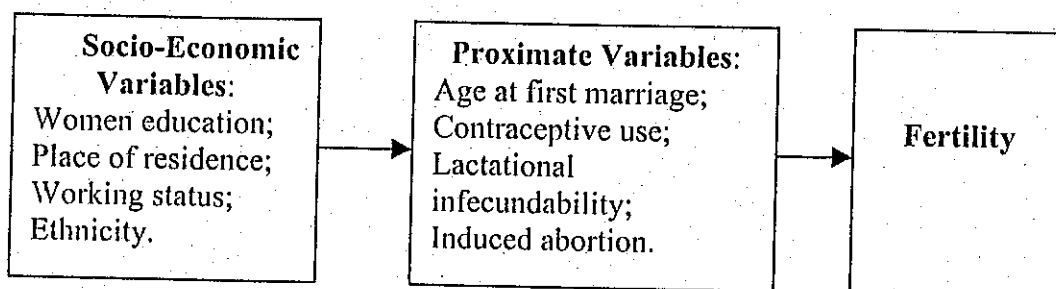 Socio-Economic
Variables:
Women education;
Place of residence;
Working status;
Ethnicity.
Proximate Variables:
Age at first marriage;
Contraceptive use;
Lactational
infecundability;
Induced abortion.
Fertility